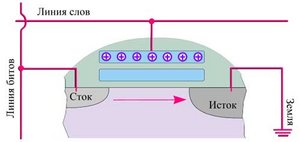 Линия слов
Линия битов
Сток
Исток
Земля